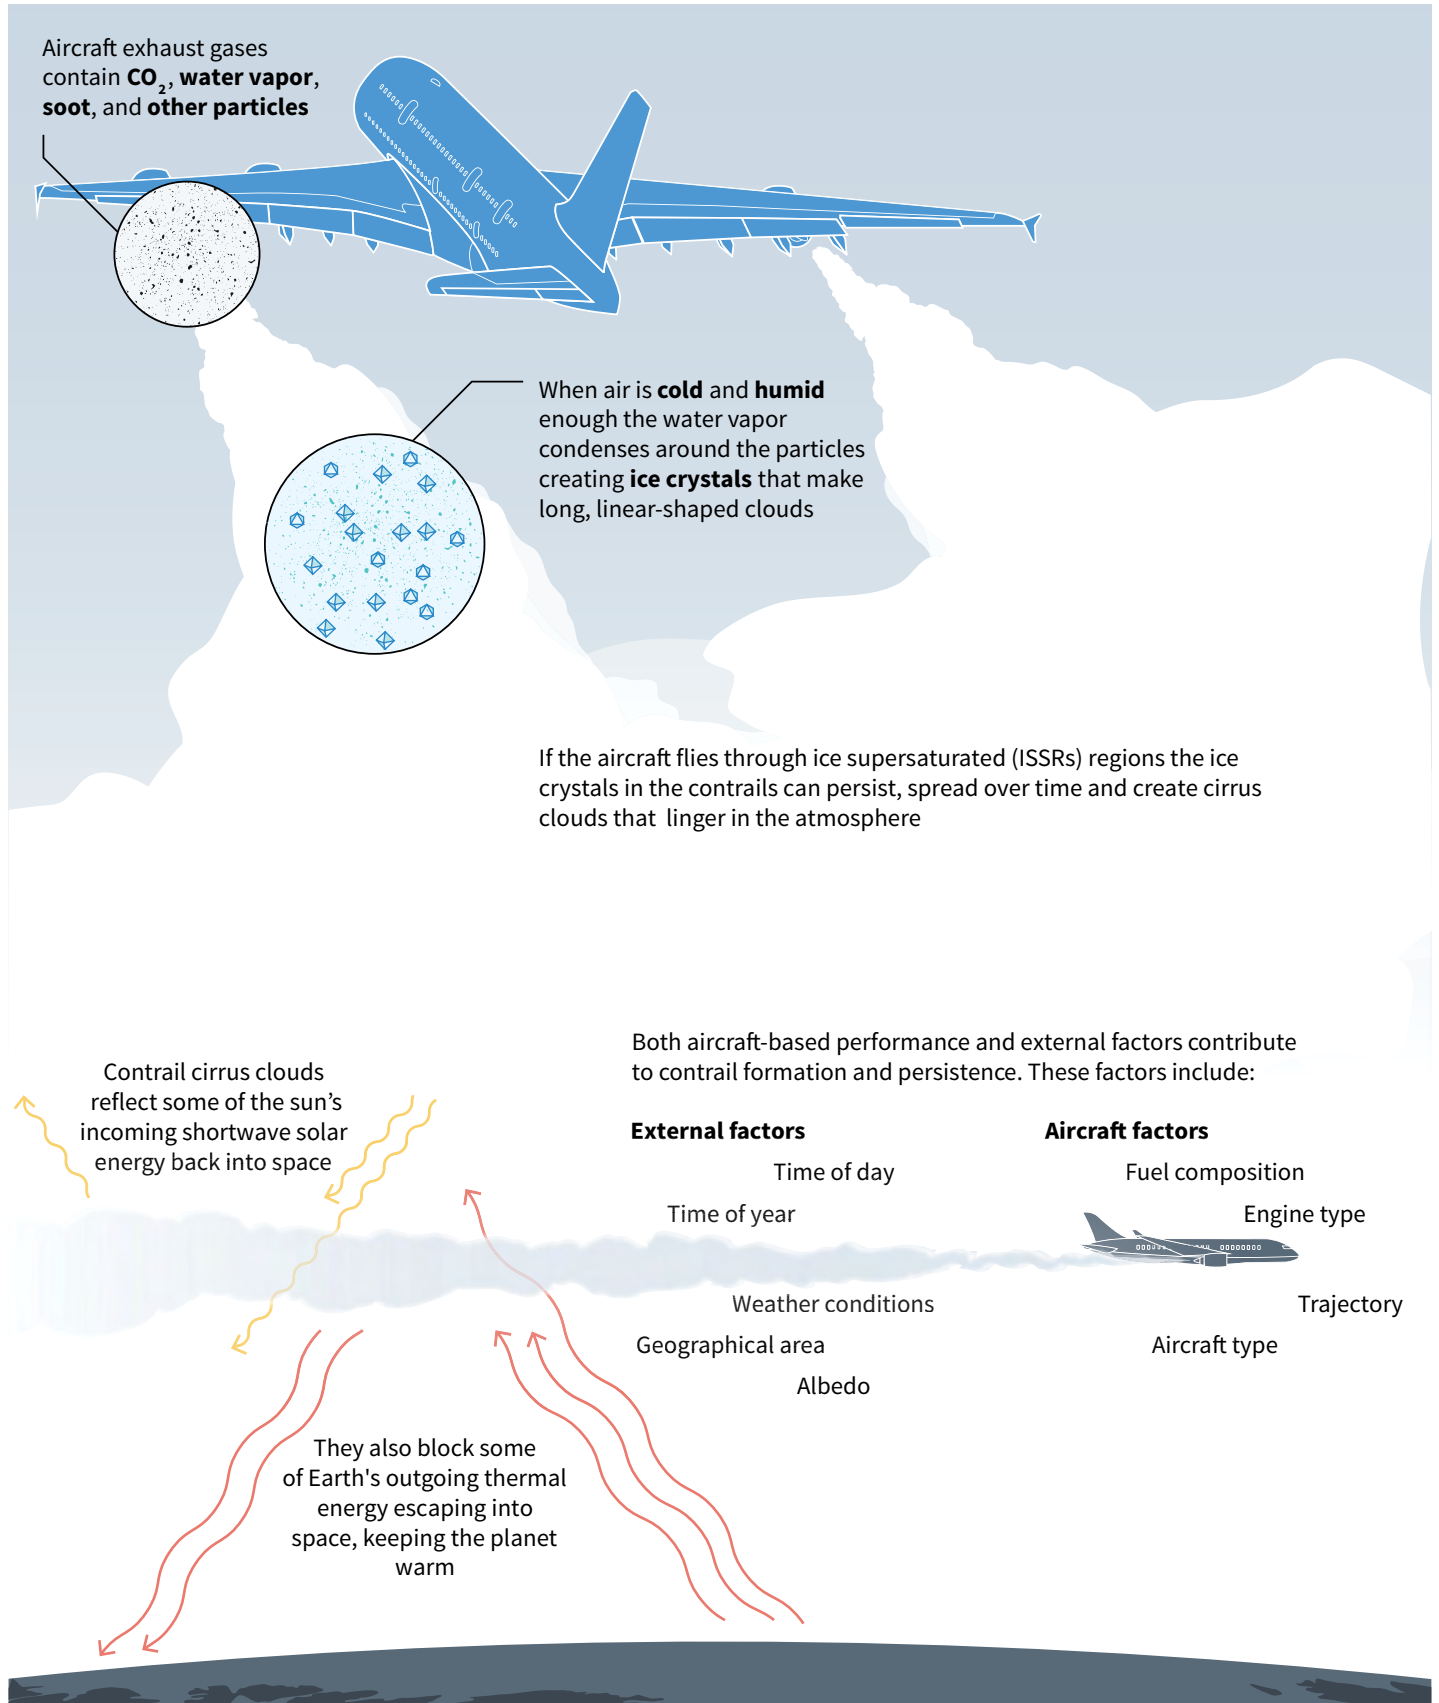 Aircraft exhaust gases
contain CO₂, water vapor,
soot, and other particles
When air is cold and humid
enough the water vapor
condenses around the particles
creating ice crystals that make
long, linear-shaped clouds
If the aircraft flies through ice supersaturated (ISSRs) regions the ice
crystals in the contrails can persist, spread over time and create cirrus
clouds that linger in the atmosphere
Contrail cirrus clouds
reflect some of the sun’s
incoming shortwave solar
energy back into space
Both aircraft-based performance and external factors contribute
to contrail formation and persistence. These factors include:
External factors
Time of day
Time of year
Weather conditions
Geographical area
Albedo
Aircraft factors
Fuel composition
Engine type
Trajectory
Aircraft type
They also block some
of Earth's outgoing thermal
energy escaping into
space, keeping the planet
warm